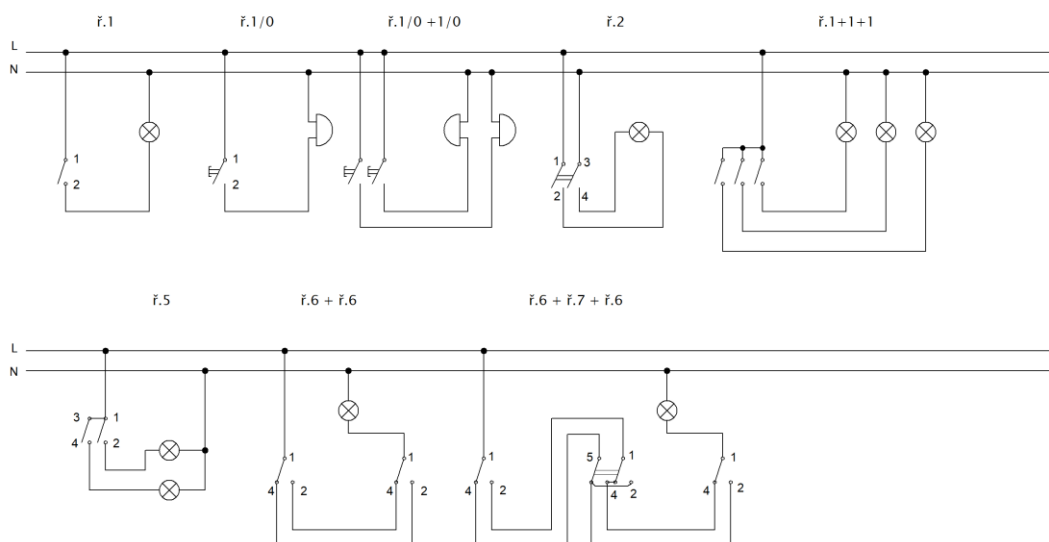 ř.1 ř.1/0 ř.1/0 +1/0 ř.2 ř.1+1+1
L
N
1 1 1 3
2 2 2 4
ř.5 ř.6 + ř.6 ř.6 + ř.7 + ř.6
L
N
3 1
4 2
1 1 1 5 1 1
4 2 4 2 4 2 4 2 4 2